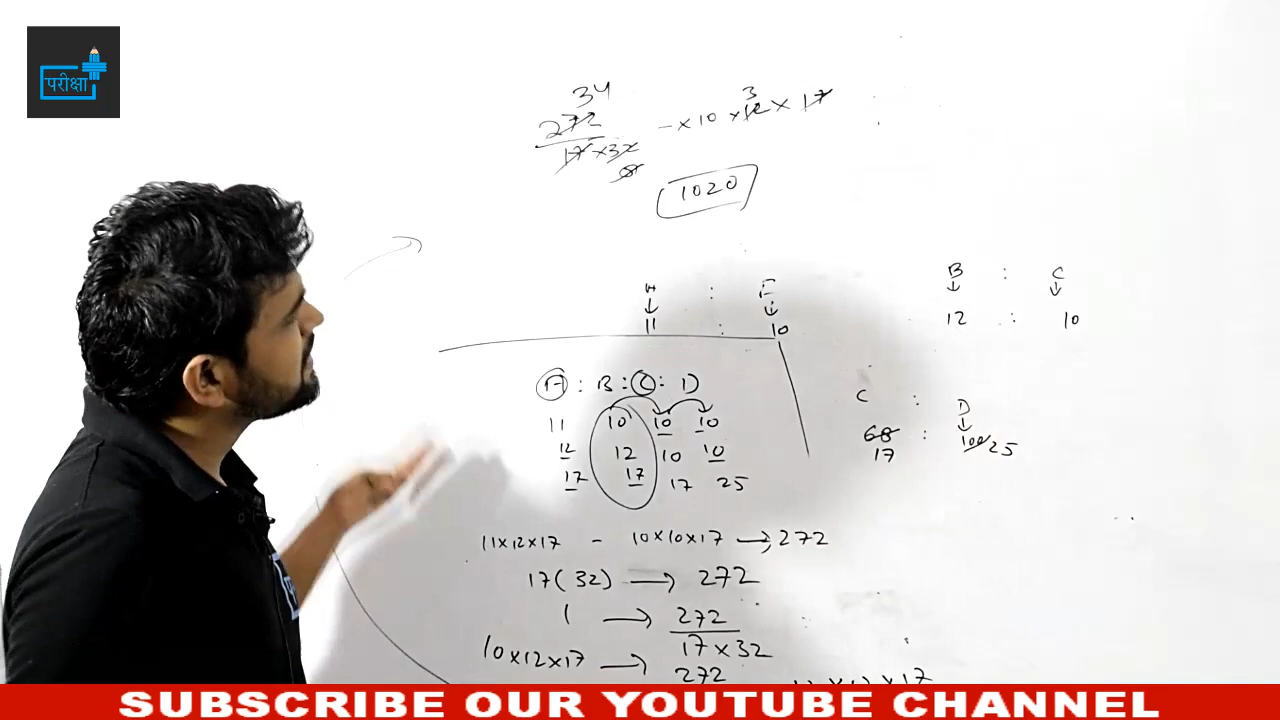 परीक्षा
34
272 - × 10 × 12 × 17
3
17 × 32
8
1020
A : E
11 : 10
B : C
12 : 10
A : B : C : D
11 10 10 10
12 12 10 10
17 17 17 25
C : D
68 : 100 25
17
11×12×17 - 10×10×17 → 272
17(32) → 272
1 → 272
17×32
10×12×17 → 272
SUBSCRIBE OUR YOUTUBE CHANNEL